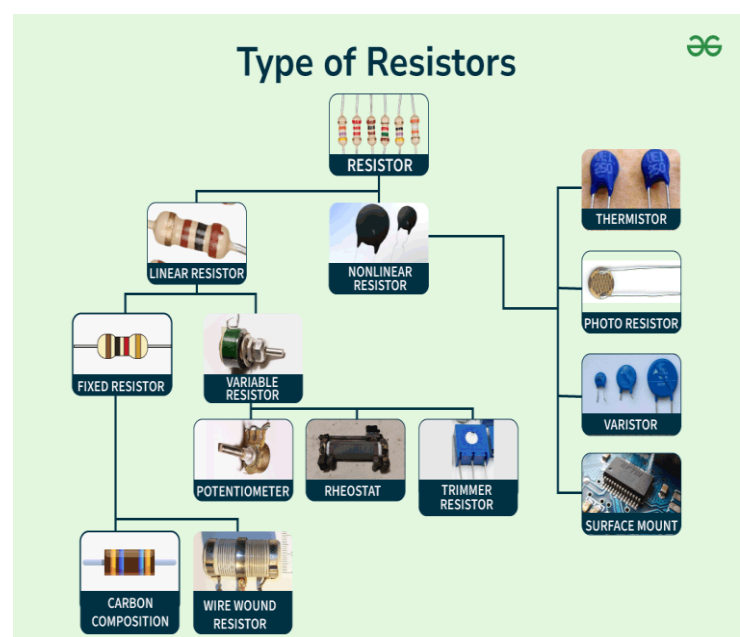 Type of Resistors
RESISTOR
LINEAR RESISTOR
NONLINEAR
RESISTOR
THERMISTOR
PHOTO RESISTOR
VARISTOR
SURFACE MOUNT
FIXED RESISTOR
VARIABLE
RESISTOR
POTENTIOMETER
RHEOSTAT
TRIMMER
RESISTOR
CARBON
COMPOSITION
WIRE WOUND
RESISTOR